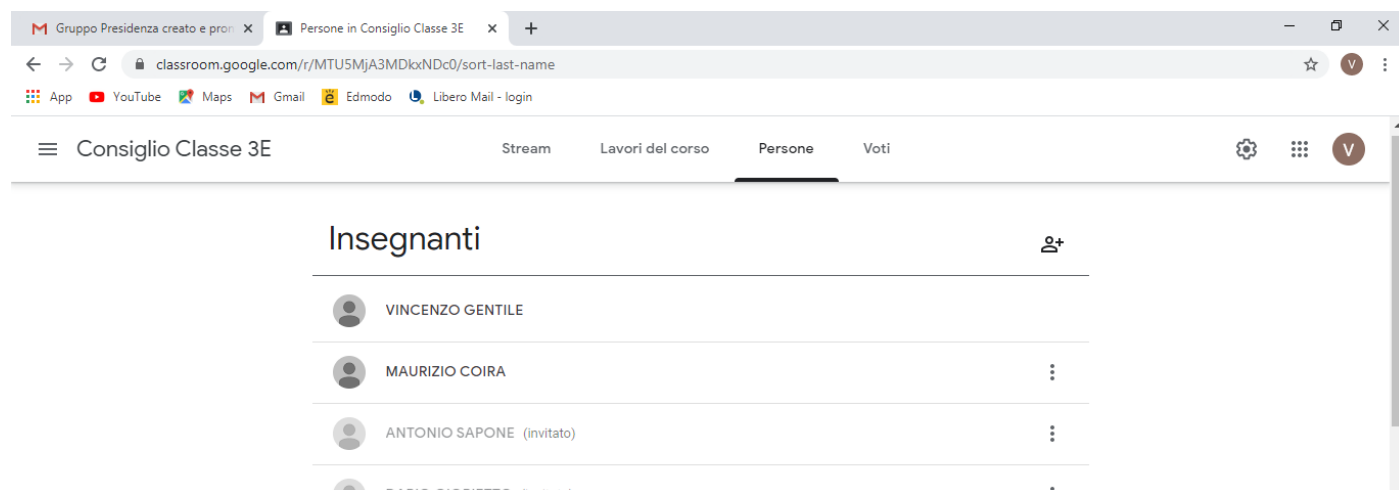 Gruppo Presidenza creato e pron
Persone in Consiglio Classe 3E
classroom.google.com/r/MTU5MjA3MDkxNDc0/sort-last-name
V
App YouTube Maps Gmail Edmodo Libero Mail - login
Consiglio Classe 3E Stream Lavori del corso Persone Voti V
Insegnanti
VINCENZO GENTILE
MAURIZIO COIRA
ANTONIO SAPONE (invitato)